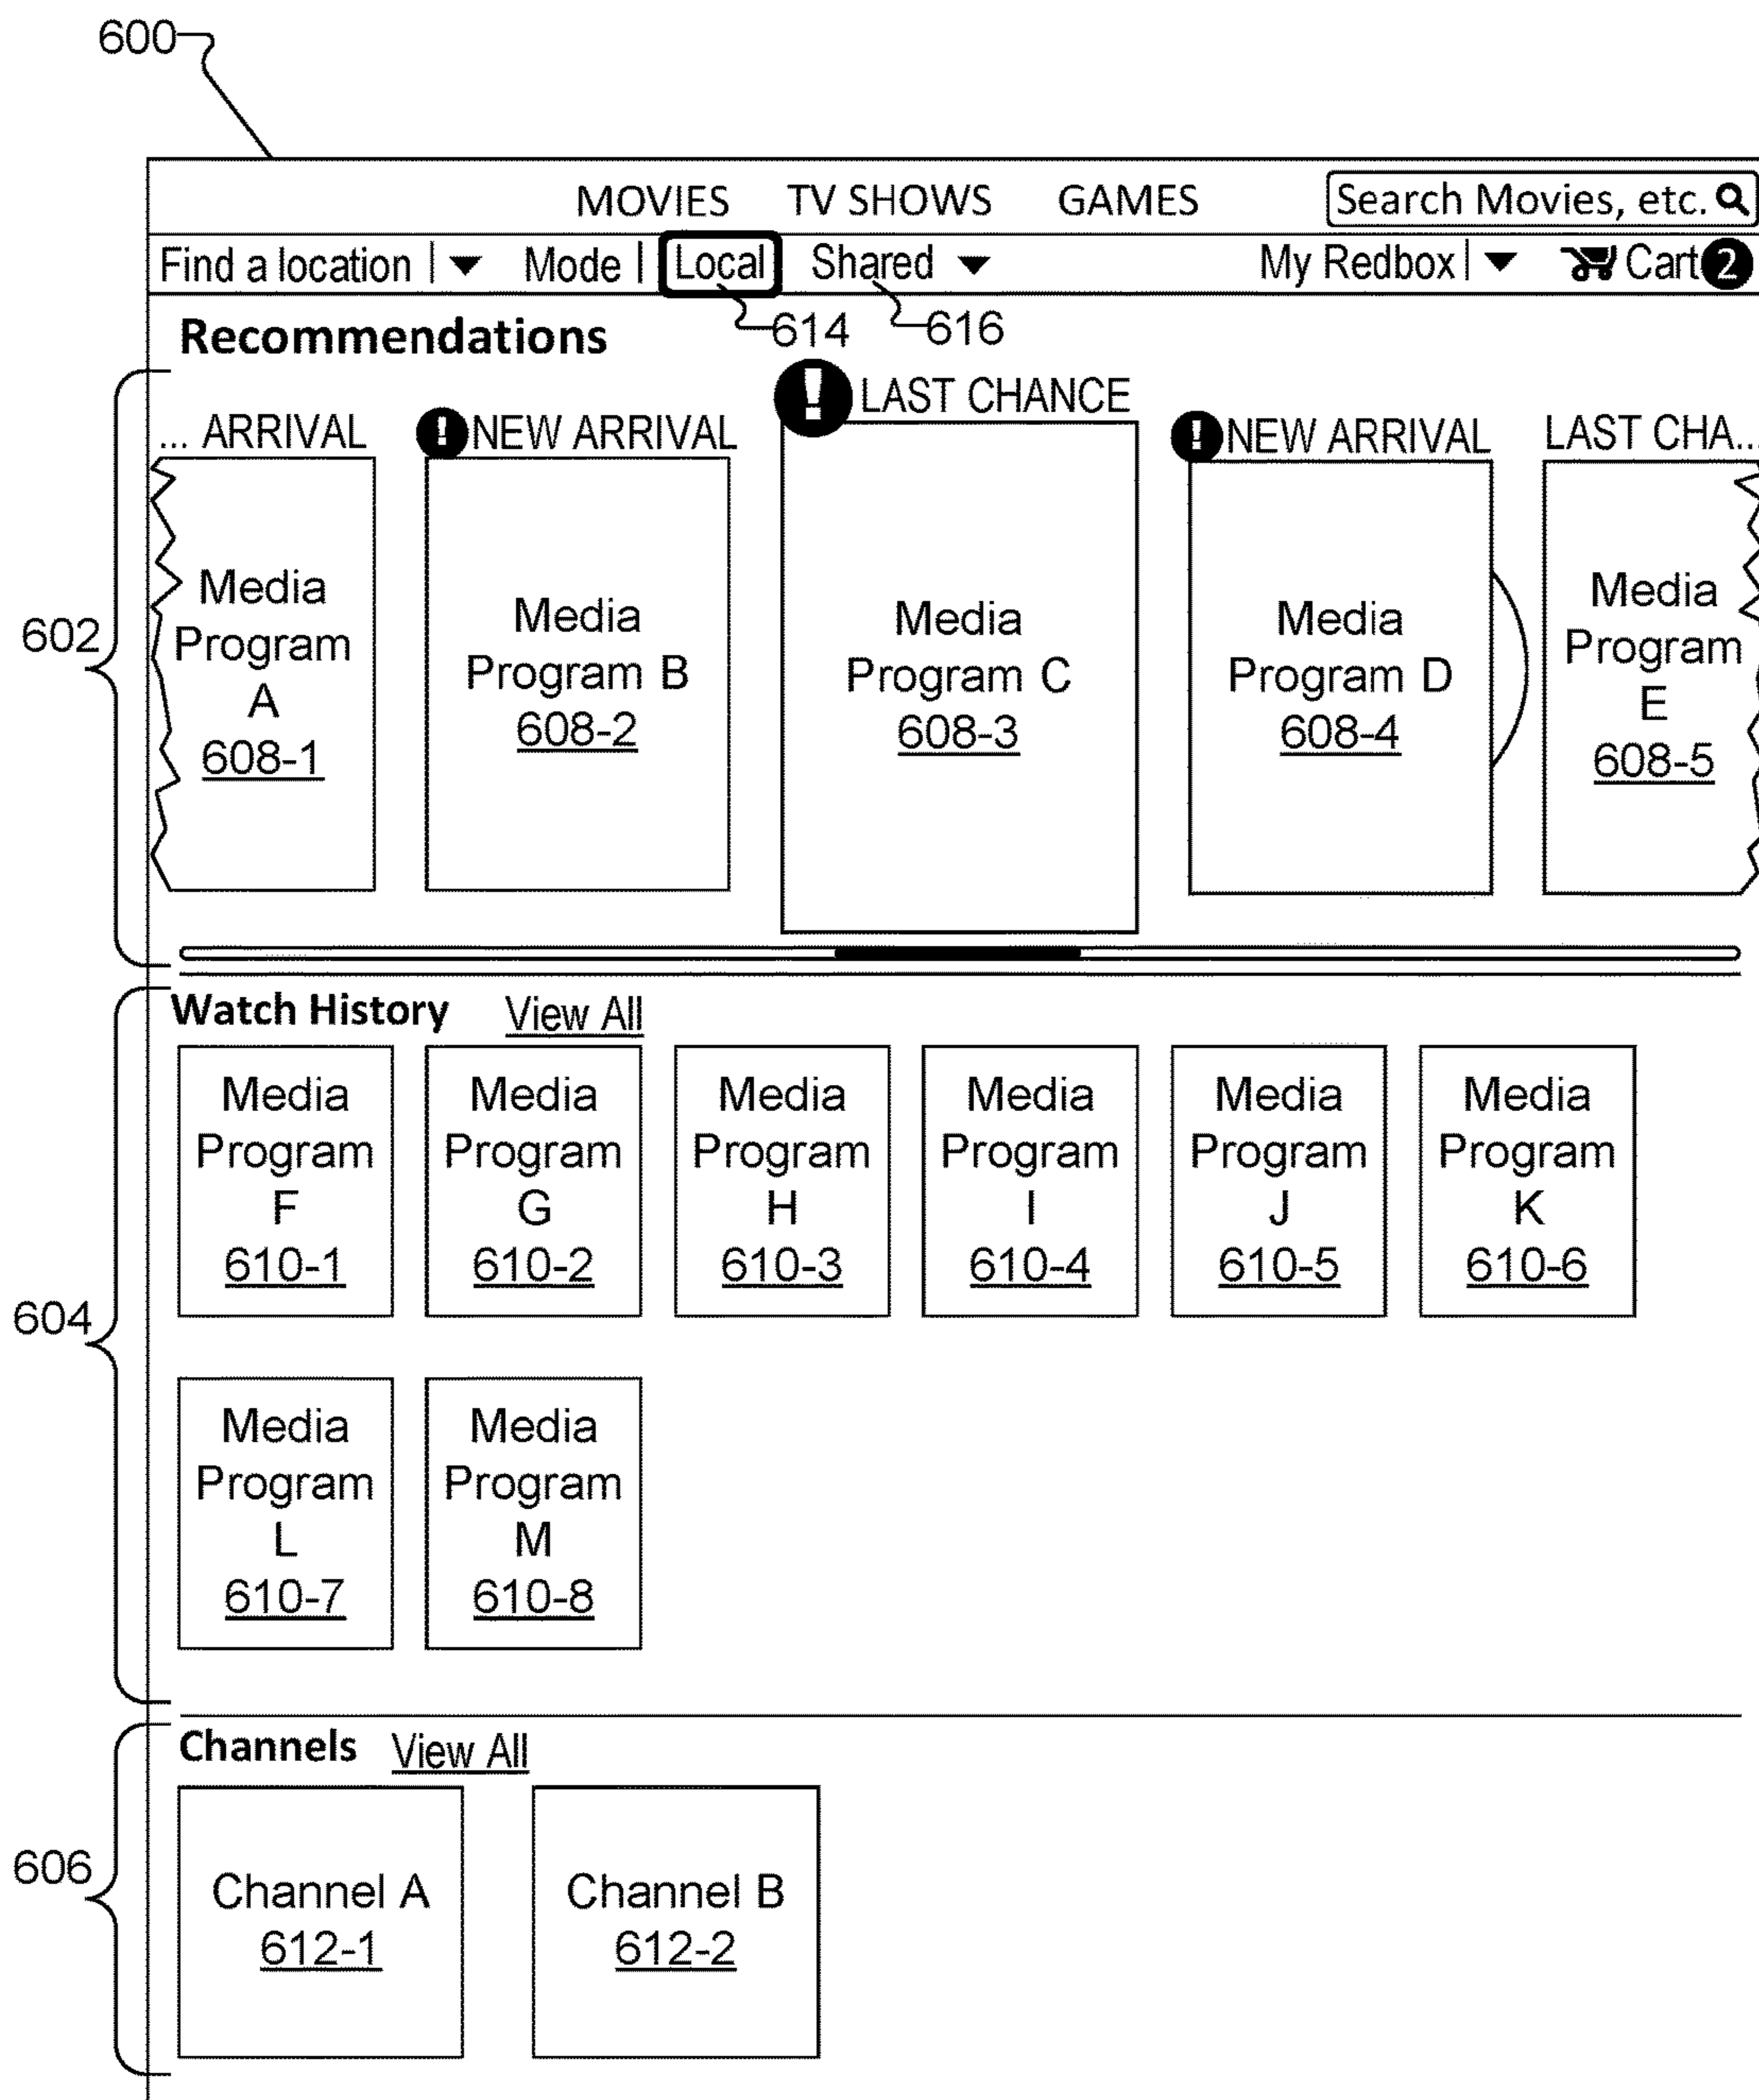 600
MOVIES TV SHOWS GAMES Search Movies, etc.
Find a location | Mode | Local Shared My Redbox | Cart 2
614 616
Recommendations
... ARRIVAL ! NEW ARRIVAL ! LAST CHANCE ! NEW ARRIVAL LAST CHA...
602
Media
Program
A
608-1
Media
Program B
608-2
Media
Program C
608-3
Media
Program D
608-4
Media
Program
E
608-5
604
Watch History View All
Media
Program
F
610-1
Media
Program
G
610-2
Media
Program
H
610-3
Media
Program
I
610-4
Media
Program
J
610-5
Media
Program
K
610-6
Media
Program
L
610-7
Media
Program
M
610-8
606
Channels View All
Channel A
612-1
Channel B
612-2